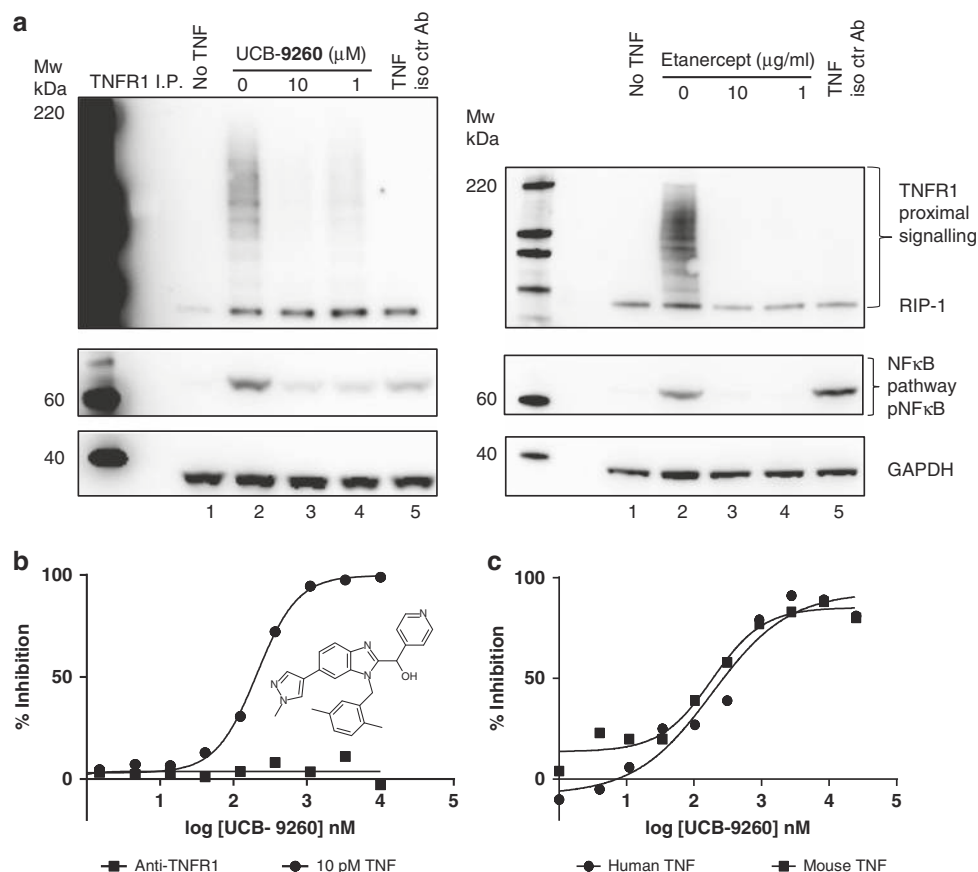 a
Mw
kDa
TNFR1 I.P.
No TNF
UCB-9260 (μM)
0 10 1
TNF
iso ctr Ab
220
60
40
1 2 3 4 5
Mw
kDa
No TNF
Etanercept (μg/ml)
0 10 1
TNF
iso ctr Ab
220
60
40
TNFR1
proximal
signalling
RIP-1
NFκB
pathway
pNFκB
GAPDH
1 2 3 4 5
b
% Inhibition
100
50
0
1 2 3 4 5
log [UCB- 9260] nM
N
N
N
OH
N
N
Anti-TNFR1 10 pM TNF
c
% Inhibition
100
50
0
1 2 3 4 5
log [UCB-9260] nM
Human TNF Mouse TNF